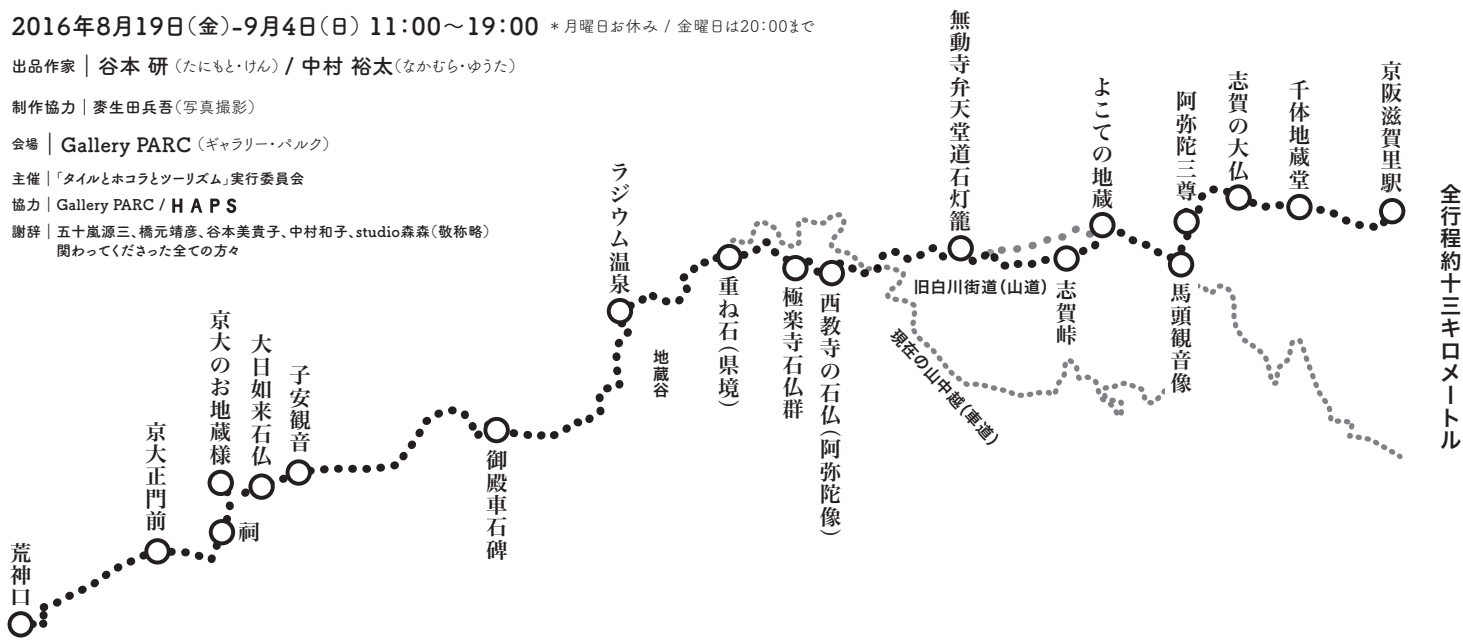 2016年8月19日(金)-9月4日(日) 11:00〜19:00 *月曜日お休み / 金曜日は20:00まで
出品作家 | 谷本 研(たにもと・けん) / 中村 裕太(なかむら・ゆうた)
制作協力 | 麥生田兵吾(写真撮影)
会場 | Gallery PARC(ギャラリー・パルク)
主催 | 「タイルとホコラとツーリズム」実行委員会
協力 | Gallery PARC / HAPS
謝辞 | 五十嵐源三、橋元靖彦、谷本美貴子、中村和子、studio森森(敬称略)
関わってくださった全ての方々
荒神口
京大正門前
祠
京大のお地蔵様
大日如来石仏
子安観音
御殿車石碑
ラジウム温泉
地蔵谷
重ね石(県境)
極楽寺石仏群
西教寺の石仏(阿弥陀像)
無動寺弁天堂道石灯籠
旧白川街道(山道)
現在の山中越(車道)
志賀峠
よこての地蔵
馬頭観音像
阿弥陀三尊
志賀の大仏
千体地蔵堂
京阪滋賀里駅
全行程約十三キロメートル